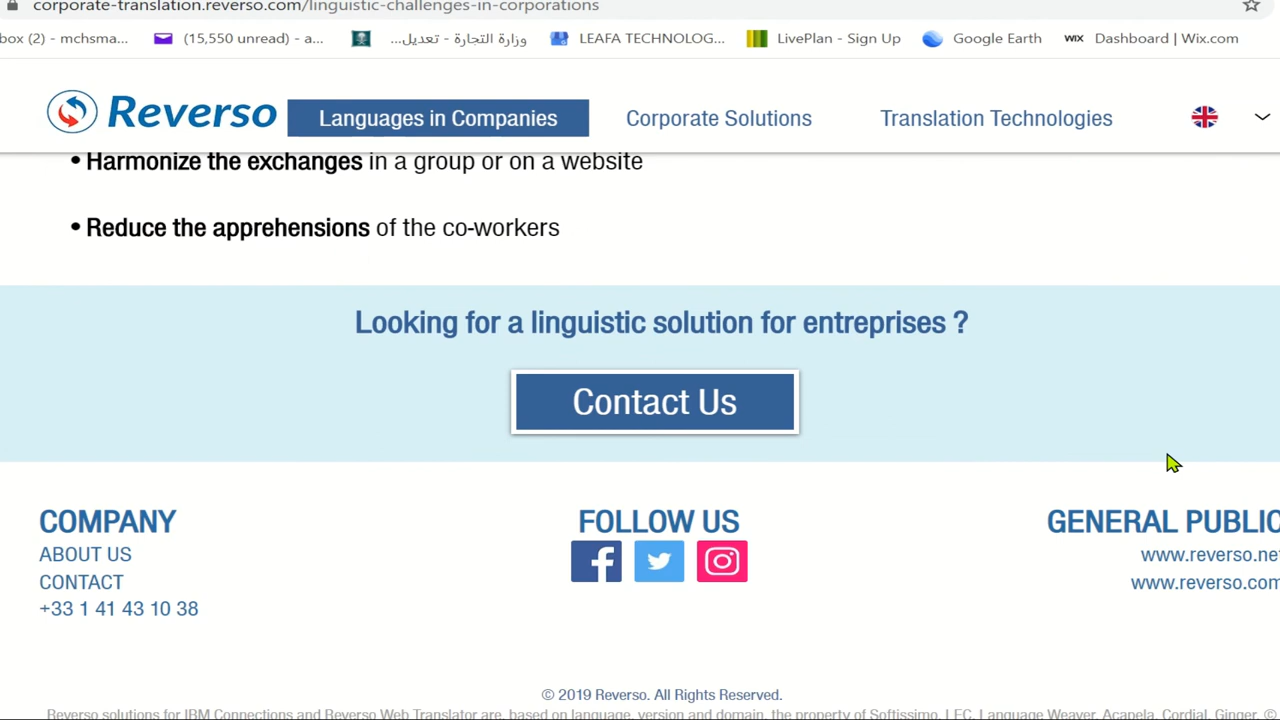 corporate-translation.reverso.com/linguistic-challenges-in-corporations
box (2) - mchsma... (15,550 unread) - a... وزارة التجارة - تعديل... LEAFA TECHNOLOG... LivePlan - Sign Up Google Earth WIX Dashboard | Wix.com
Reverso Languages in Companies Corporate Solutions Translation Technologies
• Harmonize the exchanges in a group or on a website
• Reduce the apprehensions of the co-workers
Looking for a linguistic solution for entreprises ?
Contact Us
COMPANY FOLLOW US GENERAL PUBLIC
ABOUT US www.reverso.net
CONTACT www.reverso.com
+33 1 41 43 10 38
© 2019 Reverso. All Rights Reserved.
Reverso solutions for IBM Connections and Reverso Web Translator are, based on language, version and domain, the property of Softissimo, LEC, Language Weaver, Acapela, Cordial, Ginger, ©